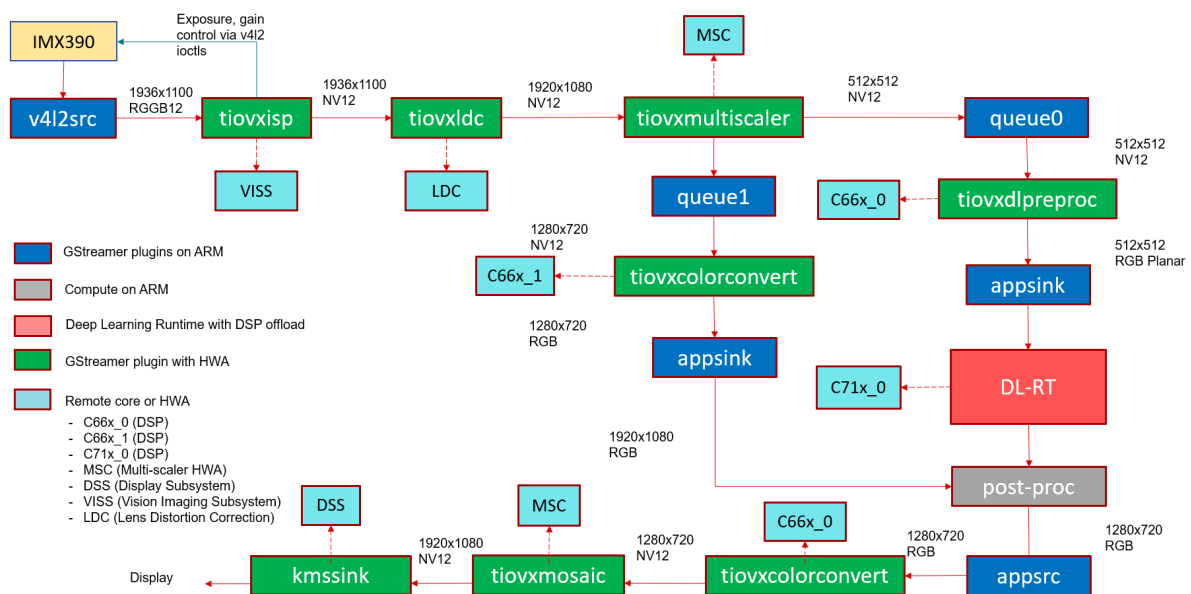 Exposure, gain
control via v4l2
ioctls
IMX390
MSC
1936x1100
RGGB12
1936x1100
NV12
1920x1080
NV12
512x512
NV12
v4l2src
tiovxisp
tiovxldc
tiovxmultiscaler
queue0
512x512
NV12
VISS
LDC
queue1
C66x_0
tiovxdlpreproc
1280x720
NV12
512x512
RGB Planar
C66x_1
tiovxcolorconvert
appsink
1280x720
RGB
appsink
C71x_0
DL-RT
GStreamer plugins on ARM
Compute on ARM
Deep Learning Runtime with DSP offload
GStreamer plugin with HWA
Remote core or HWA
- C66x_0 (DSP)
- C66x_1 (DSP)
- C71x_0 (DSP)
- MSC (Multi-scaler HWA)
- DSS (Display Subsystem)
- VISS (Vision Imaging Subsystem)
- LDC (Lens Distortion Correction)
1920x1080
RGB
post-proc
DSS
MSC
C66x_0
1920x1080
NV12
1280x720
NV12
1280x720
RGB
1280x720
RGB
Display
kmssink
tiovxmosaic
tiovxcolorconvert
appsrc